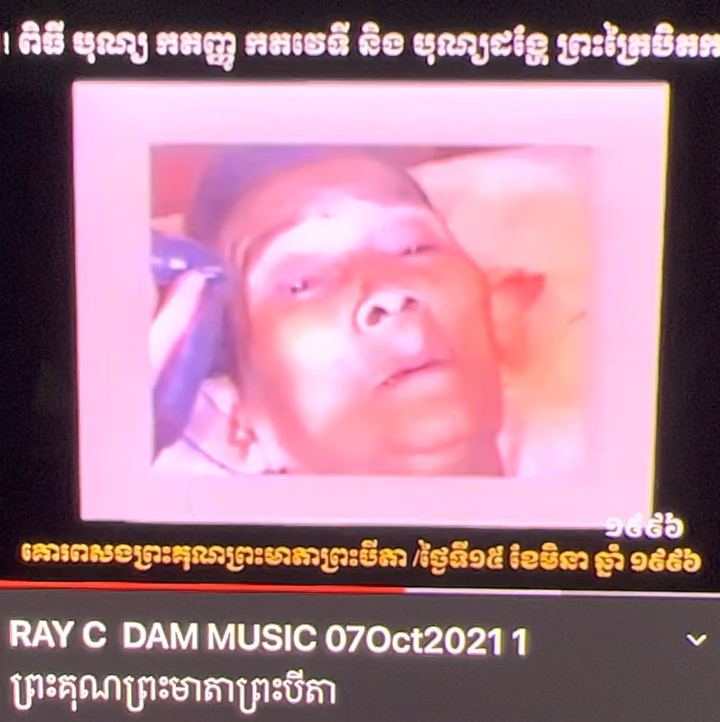 | ពិធី បុណ្យ កតញ្ញូ កតវេទី និង បុណ្យដង្ហែ ព្រះត្រៃបិតក
១៩៩៦
គោរពសងព្រះគុណព្រះមាតាព្រះបីតា /ថ្ងៃទី១៥ ខែមិនា ឆ្នាំ ១៩៩៦
RAY C DAM MUSIC 07Oct2021 1
ព្រះគុណព្រះមាតាព្រះបីតា